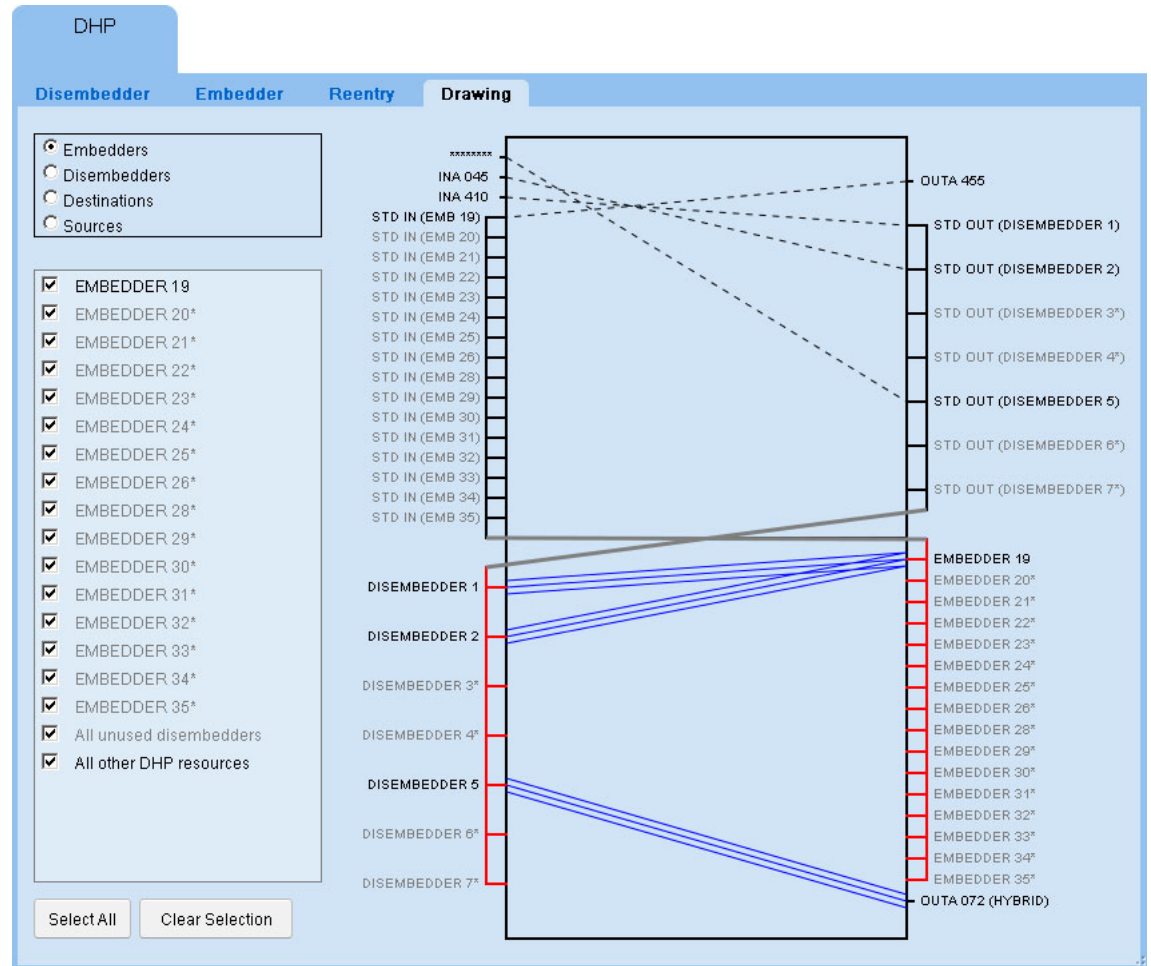 DHP
Disembedder Embedder Reentry Drawing
Embedders
Disembedders
Destinations
Sources
EMBEDDER 19
EMBEDDER 20*
EMBEDDER 21*
EMBEDDER 22*
EMBEDDER 23*
EMBEDDER 24*
EMBEDDER 25*
EMBEDDER 26*
EMBEDDER 28*
EMBEDDER 29*
EMBEDDER 30*
EMBEDDER 31*
EMBEDDER 32*
EMBEDDER 33*
EMBEDDER 34*
EMBEDDER 35*
All unused disembedders
All other DHP resources
Select All Clear Selection
********
INA 045
INA 410
STD IN (EMB 19)
STD IN (EMB 20)
STD IN (EMB 21)
STD IN (EMB 22)
STD IN (EMB 23)
STD IN (EMB 24)
STD IN (EMB 25)
STD IN (EMB 26)
STD IN (EMB 28)
STD IN (EMB 29)
STD IN (EMB 30)
STD IN (EMB 31)
STD IN (EMB 32)
STD IN (EMB 33)
STD IN (EMB 34)
STD IN (EMB 35)
DISEMBEDDER 1
DISEMBEDDER 2
DISEMBEDDER 3*
DISEMBEDDER 4*
DISEMBEDDER 5
DISEMBEDDER 6*
DISEMBEDDER 7*
OUTA 455
STD OUT (DISEMBEDDER 1)
STD OUT (DISEMBEDDER 2)
STD OUT (DISEMBEDDER 3*)
STD OUT (DISEMBEDDER 4*)
STD OUT (DISEMBEDDER 5)
STD OUT (DISEMBEDDER 6*)
STD OUT (DISEMBEDDER 7*)
EMBEDDER 19
EMBEDDER 20*
EMBEDDER 21*
EMBEDDER 22*
EMBEDDER 23*
EMBEDDER 24*
EMBEDDER 25*
EMBEDDER 26*
EMBEDDER 28*
EMBEDDER 29*
EMBEDDER 30*
EMBEDDER 31*
EMBEDDER 32*
EMBEDDER 33*
EMBEDDER 34*
EMBEDDER 35*
OUTA 072 (HYBRID)